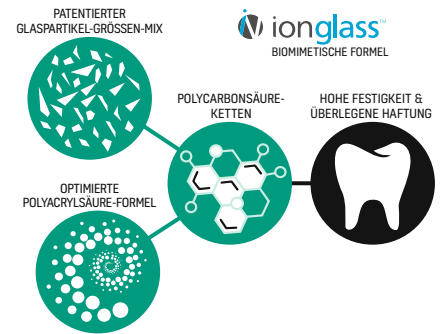 PATENTIERTER
GLASPARTIKEL-GRÖSSEN-MIX
ionglass™
BIOMIMETISCHE FORMEL
POLYCARBONSÄURE-
KETTEN
HOHE FESTIGKEIT &
ÜBERLEGENE HAFTUNG
OPTIMIERTE
POLYACRYLSÄURE-FORMEL